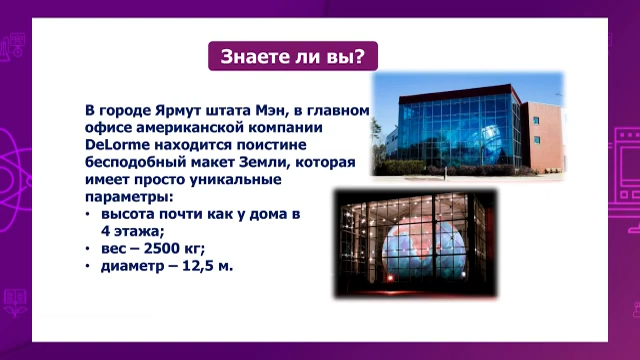 Знаете ли вы?
В городе Ярмут штата Мэн, в главном
офисе американской компании
DeLorme находится поистине
бесподобный макет Земли, которая
имеет просто уникальные
параметры:
• высота почти как у дома в
4 этажа;
• вес – 2500 кг;
• диаметр – 12,5 м.